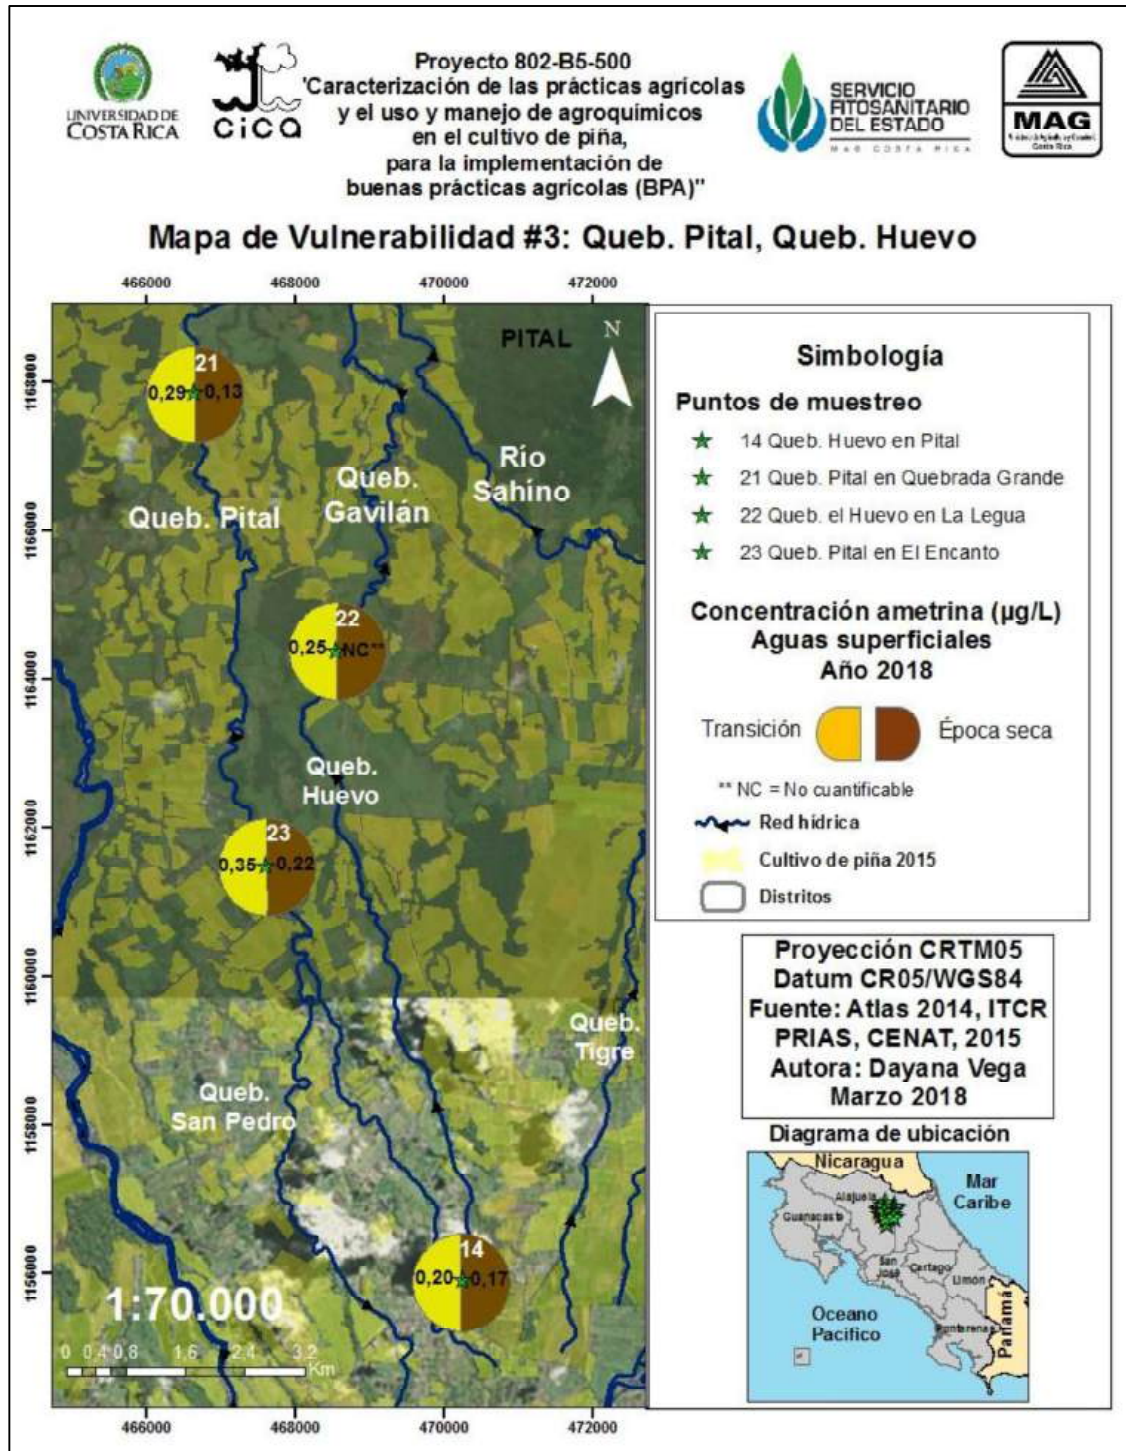 UNIVERSIDAD DE
COSTA RICA
cica
Proyecto 802-B5-500
"Caracterización de las prácticas agrícolas
y el uso y manejo de agroquímicos
en el cultivo de piña,
para la implementación de
buenas prácticas agrícolas (BPA)"
SERVICIO
FITOSANITARIO
DEL ESTADO
MAG COSTA RICA
MAG
Costa Rica
Mapa de Vulnerabilidad #3: Queb. Pital, Queb. Huevo
466000 468000 470000 472000
1168000
1166000
1164000
1162000
1160000
1158000
1156000
PITAL
N
21
0,29 0,13
Río
Sahíno
Queb.
Gavilán
Queb. Pital
22
0,25 NC**
Queb.
Huevo
23
0,35 0,22
Queb.
Tigre
Queb.
San Pedro
14
0,20 0,17
1:70.000
0 0,4 0,8 1,6 2,4 3,2
Km
466000 468000 470000 472000
Simbología
Puntos de muestreo
14 Queb. Huevo en Pital
21 Queb. Pital en Quebrada Grande
22 Queb. el Huevo en La Legua
23 Queb. Pital en El Encanto
Concentración ametrina (µg/L)
Aguas superficiales
Año 2018
Transición Época seca
** NC = No cuantificable
Red hídrica
Cultivo de piña 2015
Distritos
Proyección CRTM05
Datum CR05/WGS84
Fuente: Atlas 2014, ITCR
PRIAS, CENAT, 2015
Autora: Dayana Vega
Marzo 2018
Diagrama de ubicación
Nicaragua
Mar
Caribe
Alajuela
Guanacaste
San
José
Cartago
Limón
Puntarenas
Panamá
Oceano
Pacifico